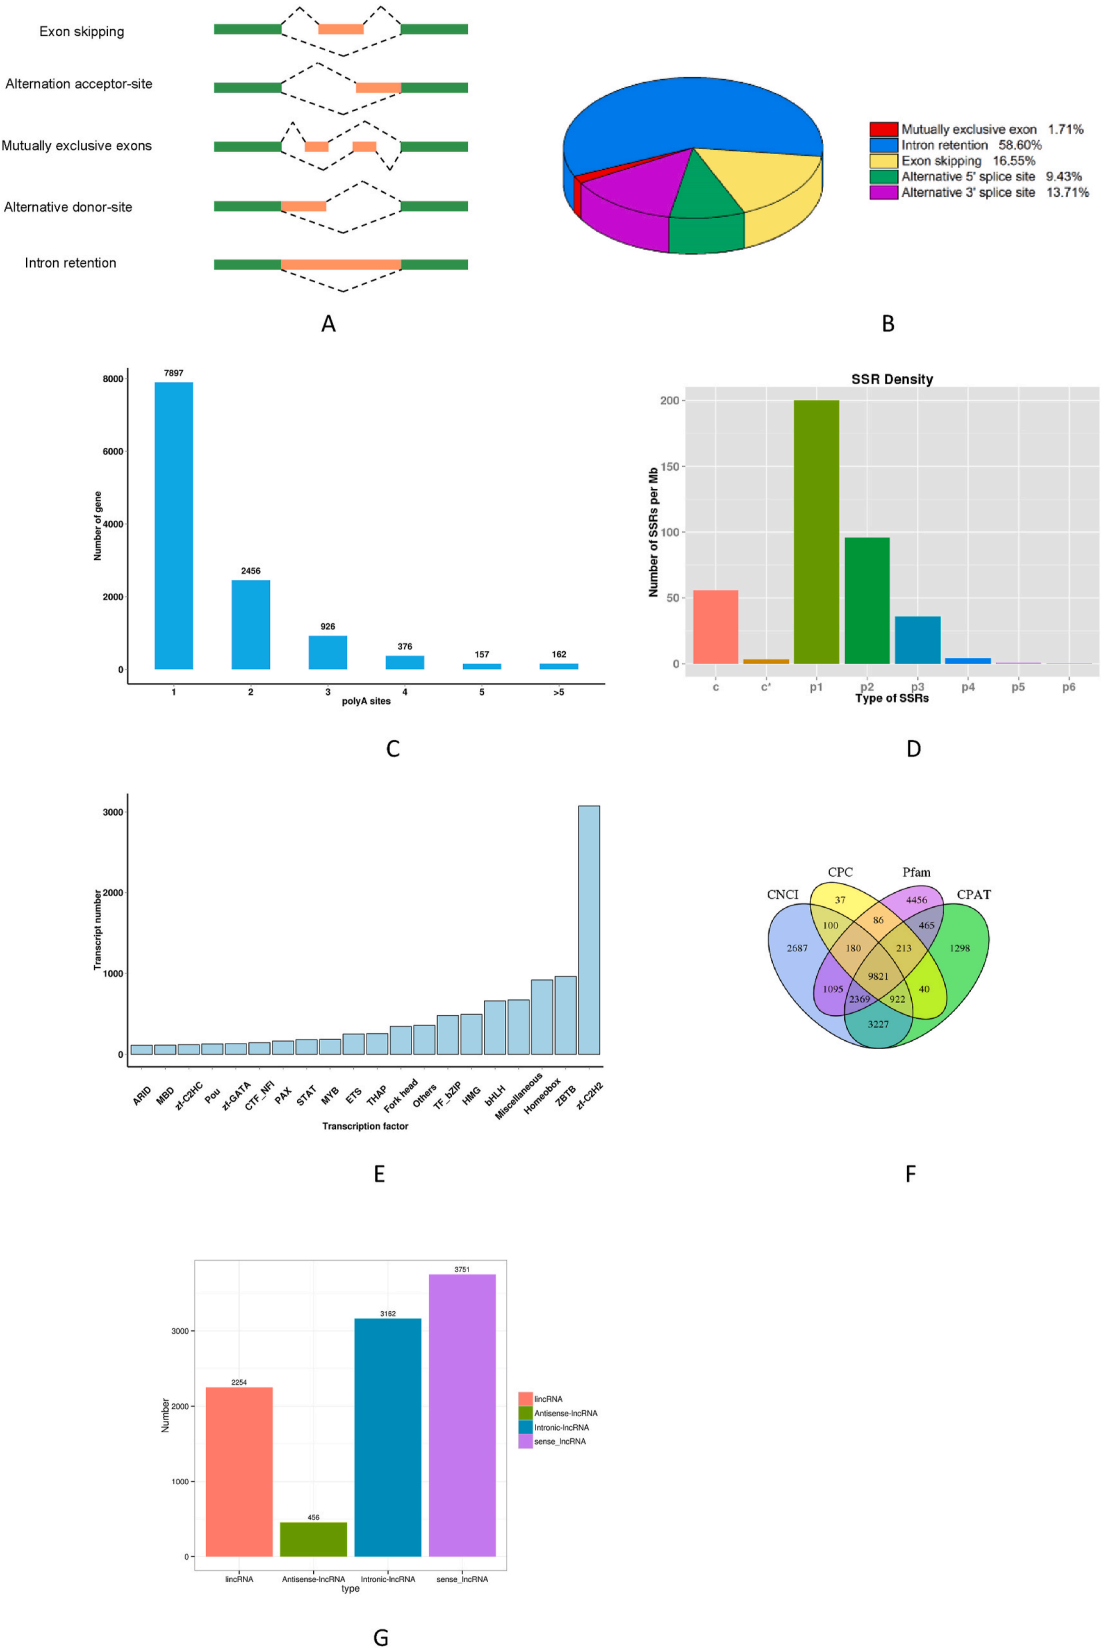 Exon skipping
Alternation acceptor-site
Mutually exclusive exons
Alternative donor-site
Intron retention
A
Mutually exclusive exon 1.71%
Intron retention 58.60%
Exon skipping 16.55%
Alternative 5' splice site 9.43%
Alternative 3' splice site 13.71%
B
Number of gene
8000
6000
4000
2000
0
7897
2456
926
376
157
162
1 2 3 4 5 >5
polyA sites
C
SSR Density
Number of SSRs per Mb
200
150
100
50
0
c c' p1 p2 p3 p4 p5 p6
Type of SSRs
D
Transcript number
3000
2000
1000
0
ARID MBD zf-C2HC Pou zf-GATA CTF_NFI PAX STAT MYB ETS THAP Fork head Others TF_bZIP HMG bHLH Miscellaneous Homeobox ZBTB zf-C2H2
Transcription factor
E
CPC Pfam
CNCI CPAT
37 4456
100 86 465
2687 180 213 1298
9821
1095 40
2369 922
3227
F
Number
3000
2000
1000
0
2254
456
3162
3751
lincRNA Antisense-lncRNA Intronic-lncRNA sense_lncRNA
type
lincRNA
Antisense-lncRNA
Intronic-lncRNA
sense_lncRNA
G